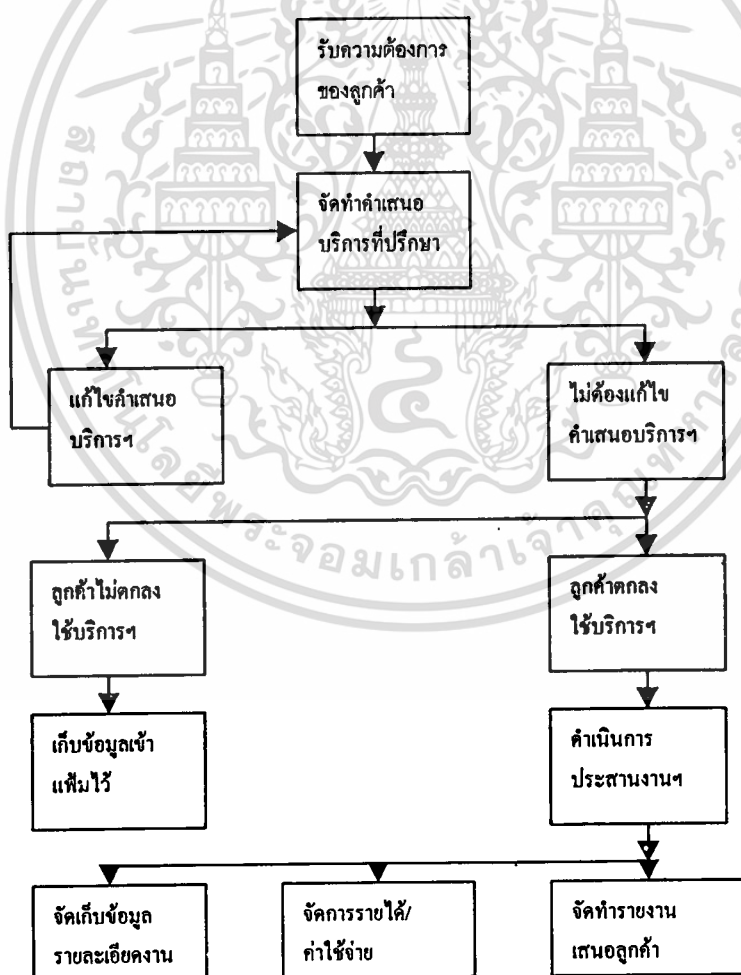 รับความต้องการ
ของลูกค้า
จัดทำคำเสนอ
บริการที่ปรึกษา
แก้ไขคำเสนอ
บริการฯ
ไม่ต้องแก้ไข
คำเสนอบริการฯ
ลูกค้าไม่ตกลง
ใช้บริการฯ
ลูกค้าตกลง
ใช้บริการฯ
เก็บข้อมูลเข้า
แฟ้มไว้
ดำเนินการ
ประสานงานฯ
จัดเก็บข้อมูล
รายละเอียดงาน
จัดการรายได้/
ค่าใช้จ่าย
จัดทำรายงาน
เสนอลูกค้า